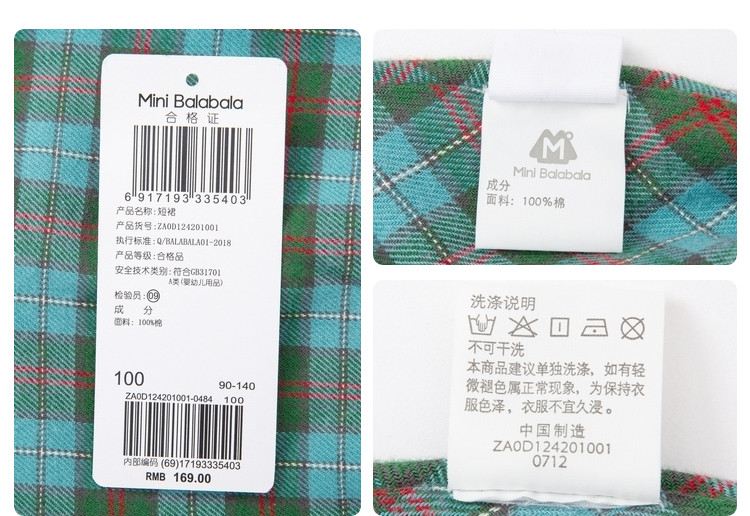 Mini Balabala
合格证
6 917193 335403
产品名称: 短裙
产品货号: ZA0D124201001
执行标准: Q/BALABALA01-2018
产品等级: 合格品
安全技术类别: 符合GB31701
A类(婴幼儿用品)
检验员: 09
成 分
面料: 100%棉
100
90-140
ZA0D124201001-0484 100
内部编码 (69)17193335403
RMB 169.00
M
Mini Balabala
成分
面料: 100%棉
洗涤说明
不可干洗
本商品建议单独洗涤，如有轻
微褪色属正常现象，为保持衣
服色泽，衣服不宜久浸。
中国制造
ZA0D124201001
0712